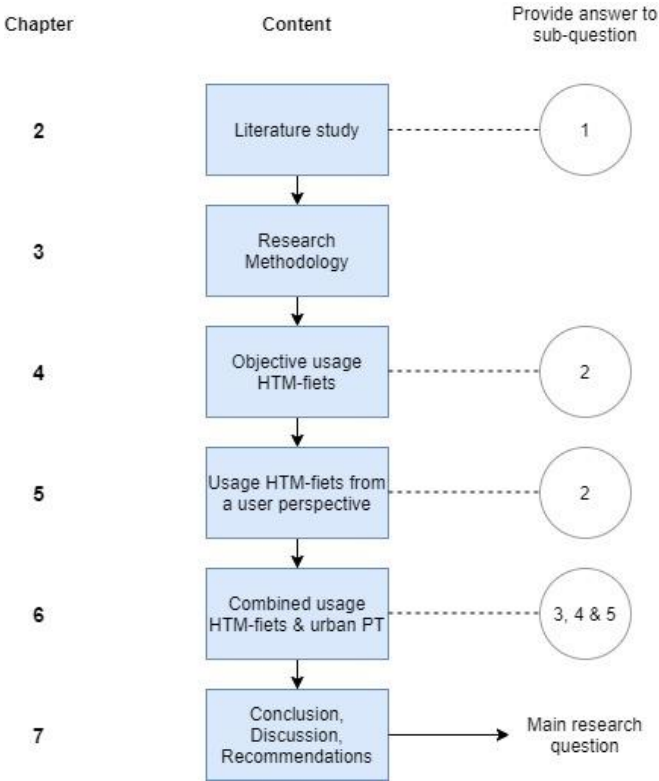 Chapter
Content
Provide answer to
sub-question
2
Literature study
1
3
Research
Methodology
4
Objective usage
HTM-fiets
2
5
Usage HTM-fiets from
a user perspective
2
6
Combined usage
HTM-fiets & urban PT
3, 4 & 5
7
Conclusion,
Discussion,
Recommendations
Main research
question